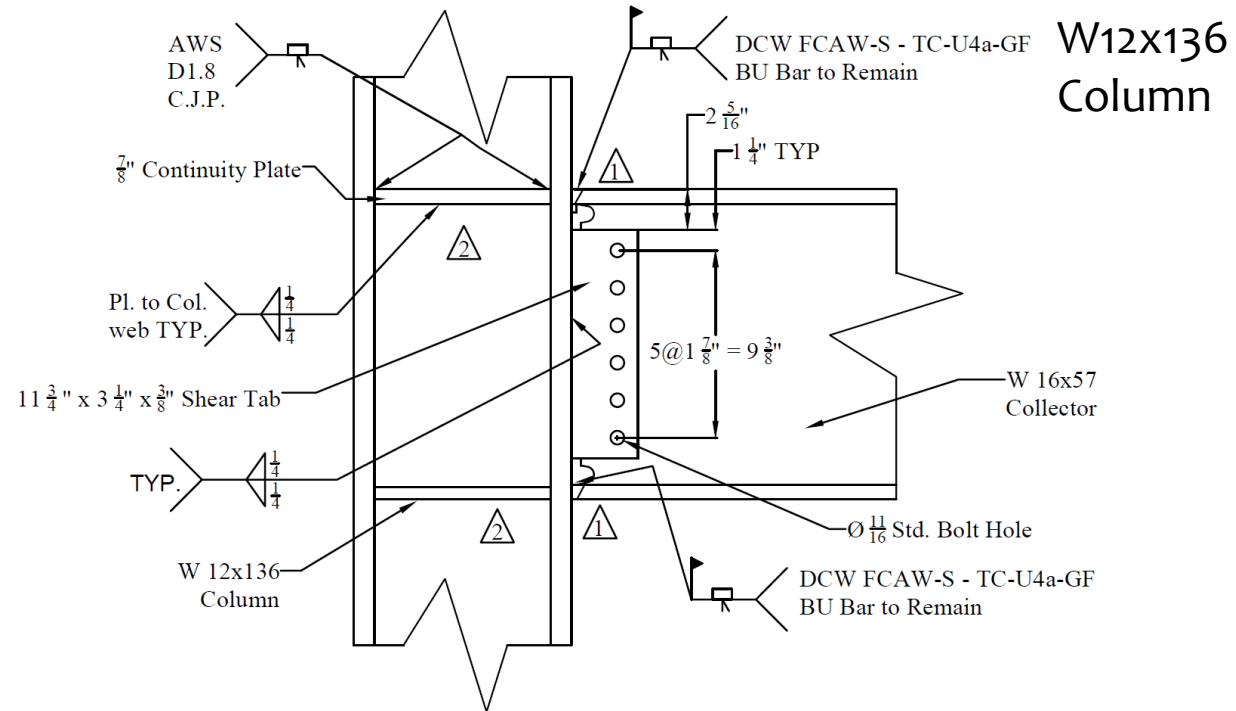 AWS
D1.8
C.J.P.
DCW FCAW-S - TC-U4a-GF
BU Bar to Remain
W12x136
Column
2 5/16"
1 1/4" TYP
7/8" Continuity Plate
1
2
Pl. to Col.
web TYP.
1/4
1/4
5@1 7/8" = 9 3/8"
11 3/4 " x 3 1/4" x 3/8" Shear Tab
W 16x57
Collector
TYP.
1/4
1/4
2
1
Ø 11/16 Std. Bolt Hole
W 12x136
Column
DCW FCAW-S - TC-U4a-GF
BU Bar to Remain